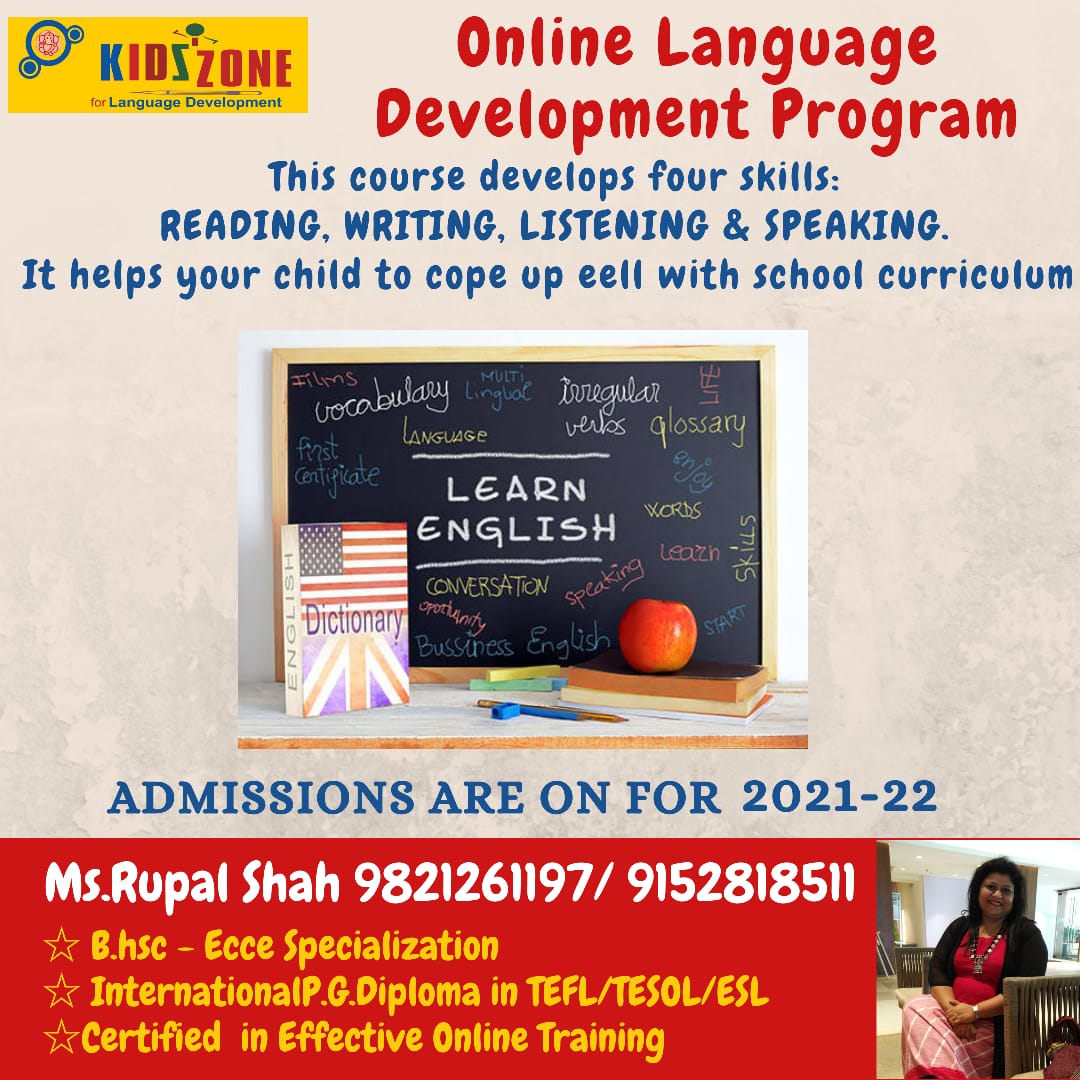 KIDS'ZONE
for Language Development
Online Language
Development Program
This course develops four skills:
READING, WRITING, LISTENING & SPEAKING.
It helps your child to cope up eell with school curriculum
Films
vocabulary
MULTI
lingual
irregular
verbs
LIFE
glossary
LANGUAGE
first
certificate
enjoy
LEARN
ENGLISH
WORDS
Learn
SKILLS
CONVERSATION
speaking
oportunity
Bussiness English
START
ENGLISH
Dictionary
ADMISSIONS ARE ON FOR 2021-22
Ms.Rupal Shah 9821261197/ 9152818511
☆ B.hsc - Ecce Specialization
☆ InternationalP.G.Diploma in TEFL/TESOL/ESL
☆Certified in Effective Online Training